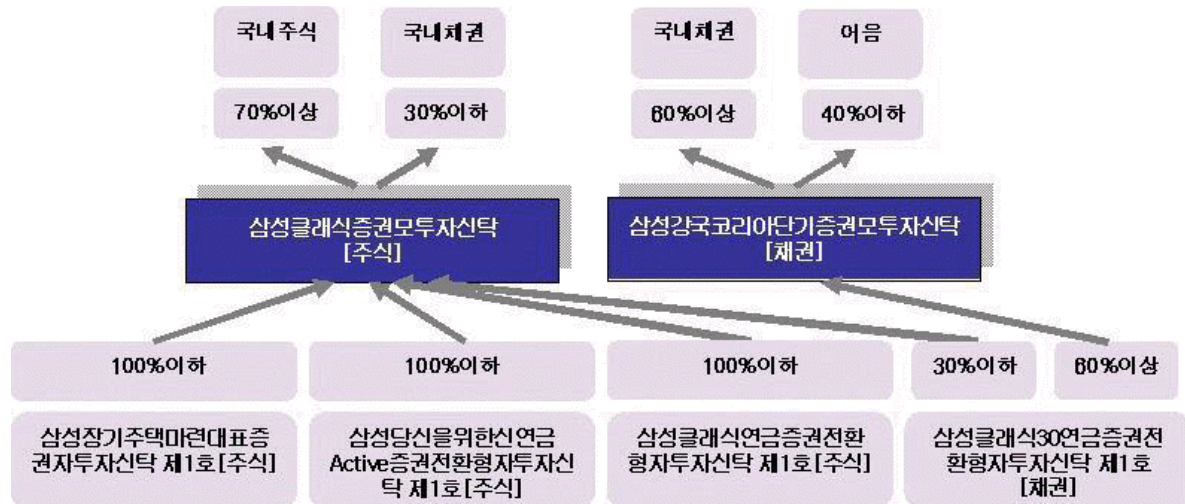 국내주식
국내채권
국내채권
어음
70%이상
30%이하
60%이상
40%이하
삼성클래식증권모투자신탁
[주식]
삼성강국코리아단기증권모투자신탁
[채권]
100%이하
100%이하
100%이하
30%이하
60%이상
삼성장기주택마련대표증
권자투자신탁 제1호[주식]
삼성당신을위한신연금
Active증권전환형자투자신
탁 제1호[주식]
삼성클래식연금증권전환
형자투자신탁 제1호[주식]
삼성클래식30연금증권전
환형자투자신탁 제1호
[채권]